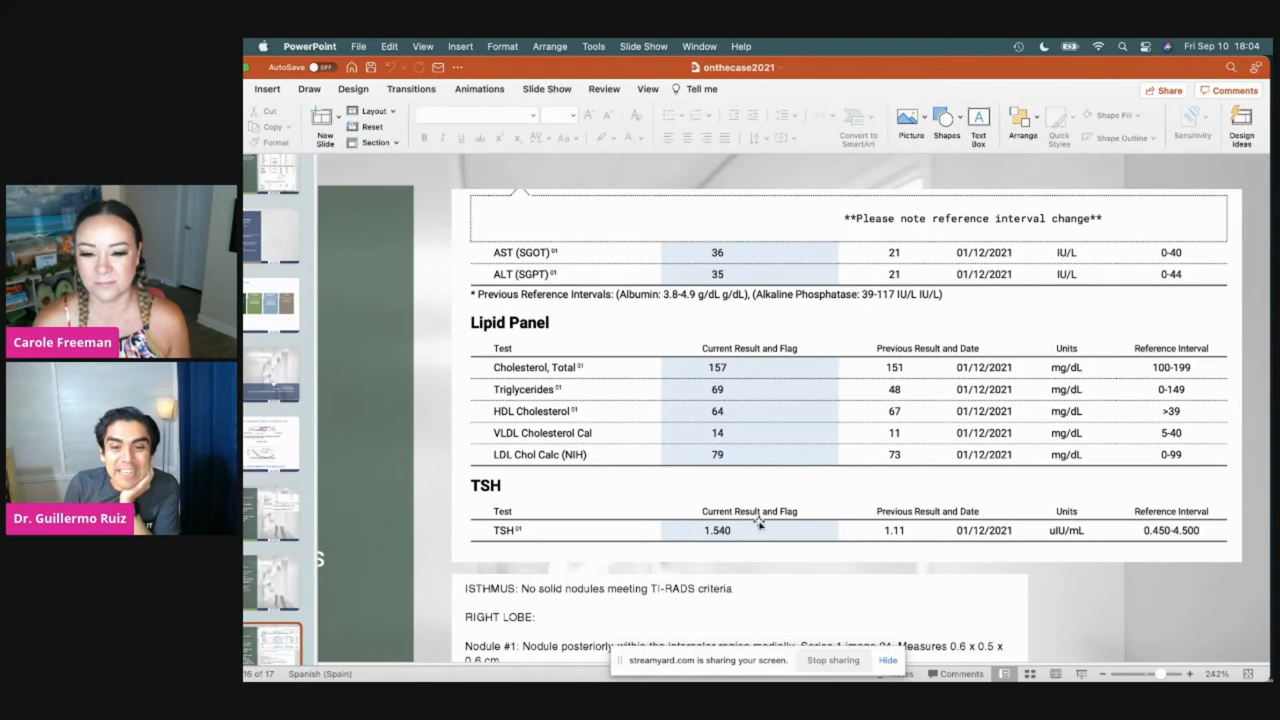 PowerPoint File Edit View Insert Format Arrange Tools Slide Show Window Help Fri Sep 10 18:04
AutoSave OFF onthecase2021
Insert Draw Design Transitions Animations Slide Show Review View Tell me Share Comments
Cut
Copy
Format
New Slide
Layout
Reset
Section
Convert to SmartArt
Picture
Shapes
Text Box
Arrange
Quick Styles
Shape Fill
Shape Outline
Sensitivity
Design Ideas
**Please note reference interval change**
AST (SGOT) 01 36 21 01/12/2021 IU/L 0-40
ALT (SGPT) 01 35 21 01/12/2021 IU/L 0-44
* Previous Reference Intervals: (Albumin: 3.8-4.9 g/dL g/dL), (Alkaline Phosphatase: 39-117 IU/L IU/L)
Lipid Panel
Test Current Result and Flag Previous Result and Date Units Reference Interval
Cholesterol, Total 01 157 151 01/12/2021 mg/dL 100-199
Triglycerides 01 69 48 01/12/2021 mg/dL 0-149
HDL Cholesterol 01 64 67 01/12/2021 mg/dL >39
VLDL Cholesterol Cal 14 11 01/12/2021 mg/dL 5-40
LDL Chol Calc (NIH) 79 73 01/12/2021 mg/dL 0-99
TSH
Test Current Result and Flag Previous Result and Date Units Reference Interval
TSH 01 1.540 1.11 01/12/2021 uIU/mL 0.450-4.500
ISTHMUS: No solid nodules meeting TI-RADS criteria
RIGHT LOBE:
Nodule #1: Nodule posteriorly within the interpolar region medially. Series 1 image 24. Measures 0.6 x 0.5 x
0.6 cm
streamyard.com is sharing your screen. Stop sharing Hide
16 of 17 Spanish (Spain) Comments 242%
Carole Freeman
Dr. Guillermo Ruiz